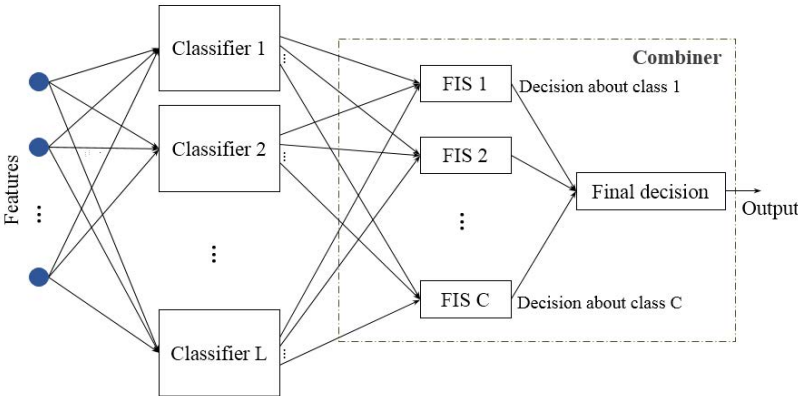 Features
Classifier 1
Classifier 2
Classifier L
Combiner
FIS 1
Decision about class 1
FIS 2
Final decision
Output
FIS C
Decision about class C